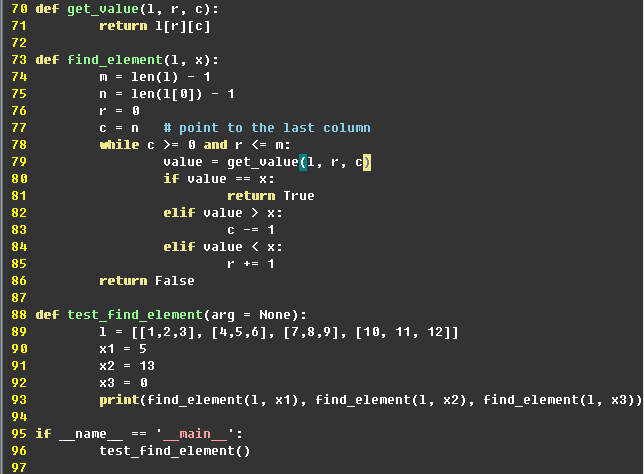 70 def get_value(l, r, c):
71         return l[r][c]
72
73 def find_element(l, x):
74         m = len(l) - 1
75         n = len(l[0]) - 1
76         r = 0
77         c = n   # point to the last column
78         while c >= 0 and r <= m:
79                 value = get_value(l, r, c)
80                 if value == x:
81                         return True
82                 elif value > x:
83                         c -= 1
84                 elif value < x:
85                         r += 1
86         return False
87
88 def test_find_element(arg = None):
89         l = [[1,2,3], [4,5,6], [7,8,9], [10, 11, 12]]
90         x1 = 5
91         x2 = 13
92         x3 = 0
93         print(find_element(l, x1), find_element(l, x2), find_element(l, x3))
94
95 if __name__ == '__main__':
96         test_find_element()
97